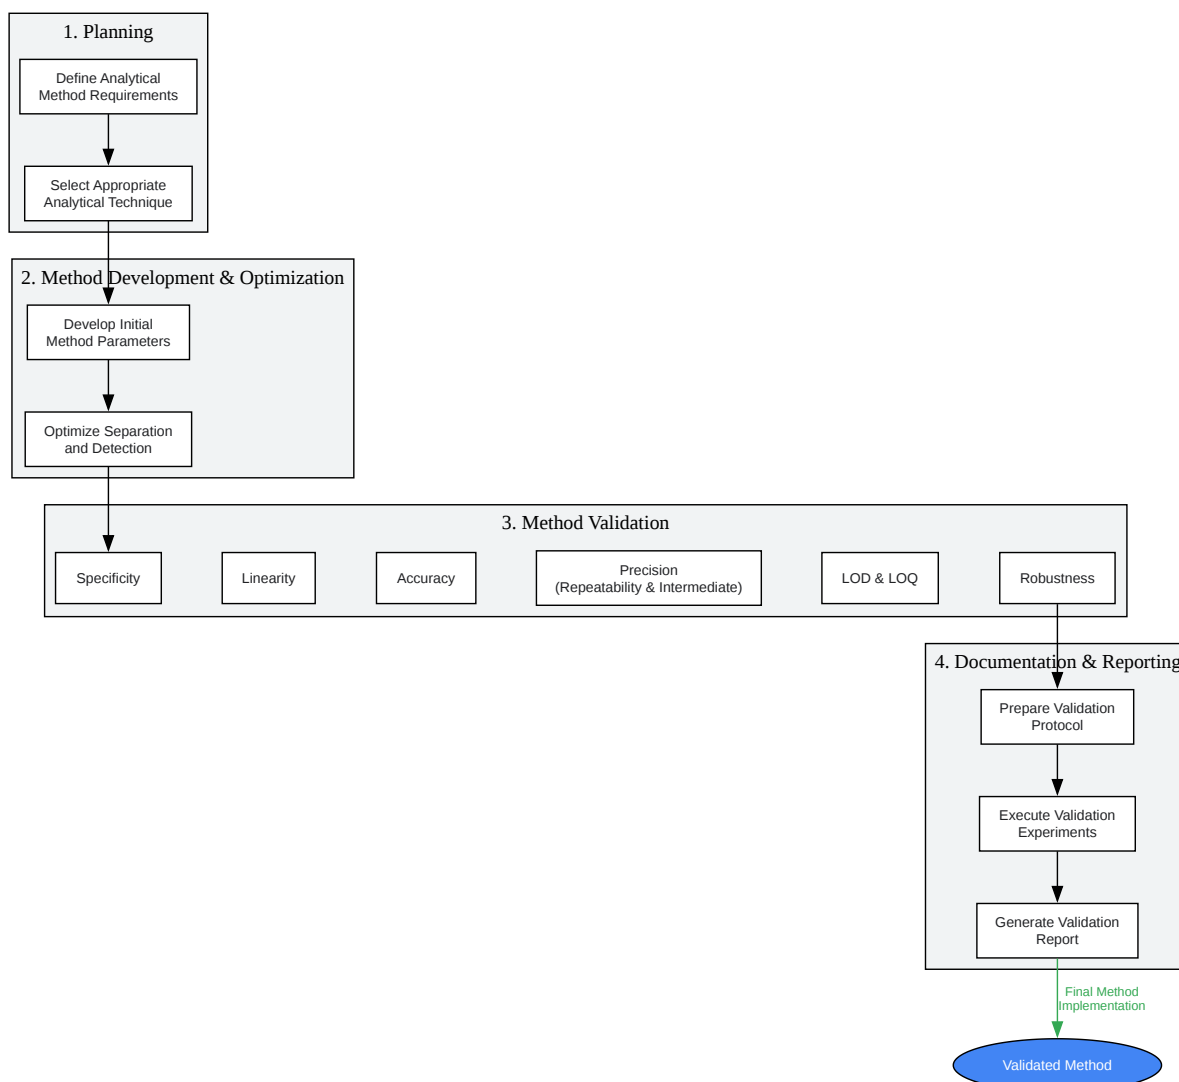 1. Planning
Define Analytical
Method Requirements
Select Appropriate
Analytical Technique
2. Method Development & Optimization
Develop Initial
Method Parameters
Optimize Separation
and Detection
3. Method Validation
Specificity
Linearity
Accuracy
Precision
(Repeatability & Intermediate)
LOD & LOQ
Robustness
4. Documentation & Reporting
Prepare Validation
Protocol
Execute Validation
Experiments
Generate Validation
Report
Final Method
Implementation
Validated Method